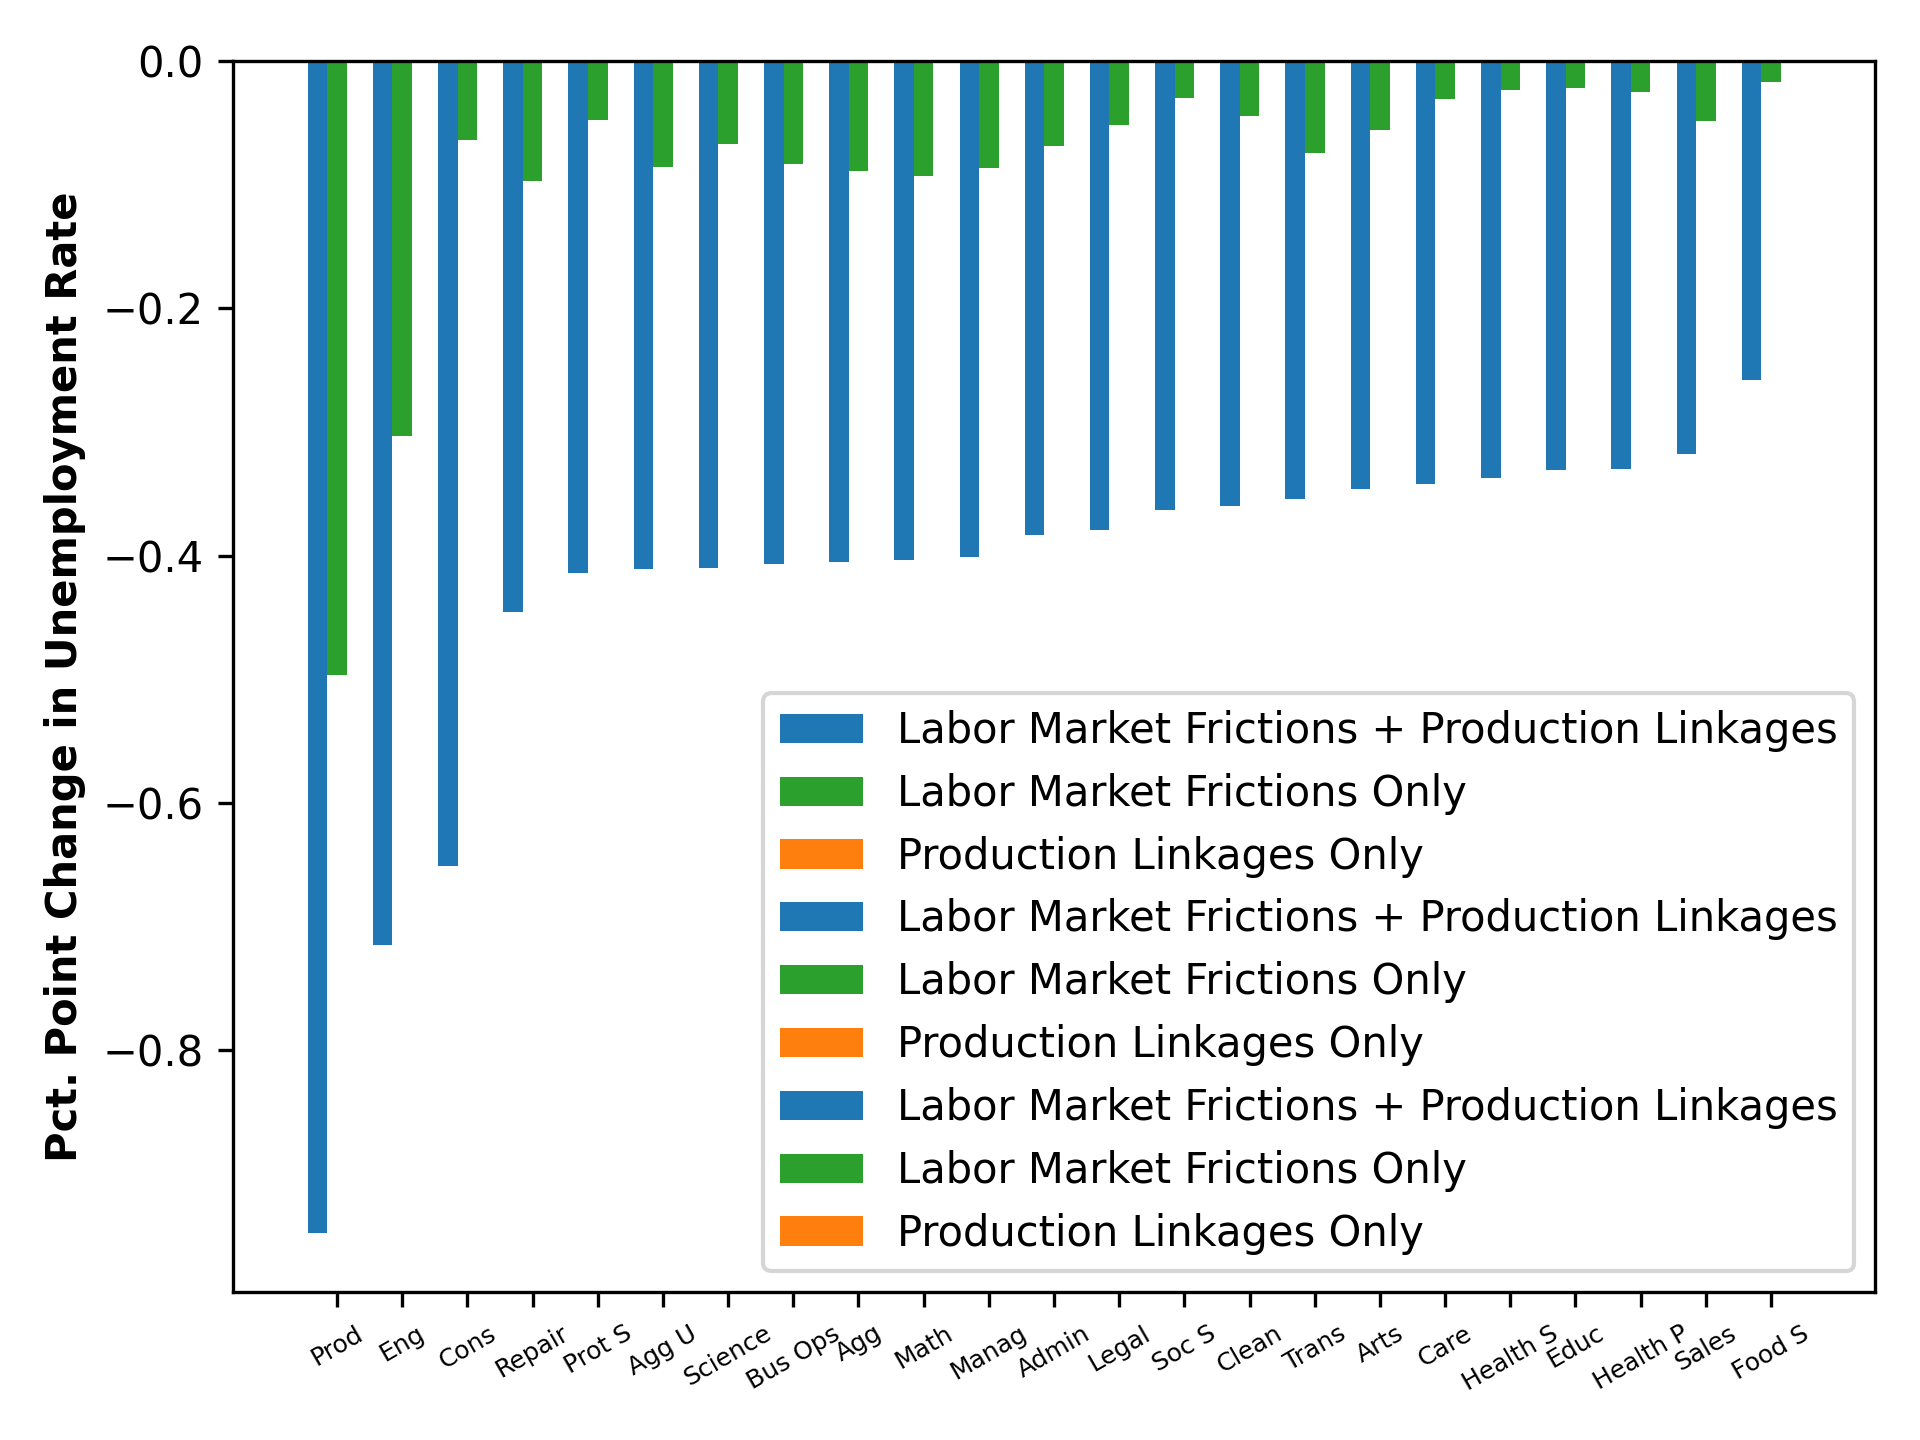 0.0
−0.2
−0.4
−0.6
−0.8
Pct. Point Change in Unemployment Rate
Labor Market Frictions + Production Linkages
Labor Market Frictions Only
Production Linkages Only
Labor Market Frictions + Production Linkages
Labor Market Frictions Only
Production Linkages Only
Labor Market Frictions + Production Linkages
Labor Market Frictions Only
Production Linkages Only
Prod
Eng
Cons
Repair
Prot S
Agg U
Science
Bus Ops
Agg
Math
Manag
Admin
Legal
Soc S
Clean
Trans
Arts
Care
Health S
Educ
Health P
Sales
Food S